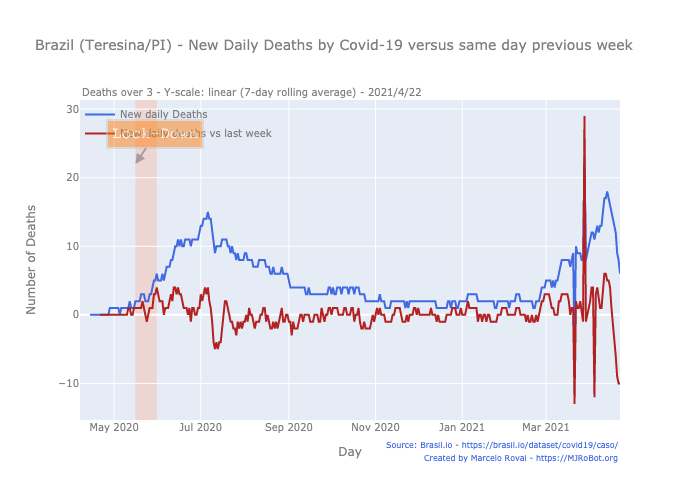 Brazil (Teresina/PI) - New Daily Deaths by Covid-19 versus same day previous week
Deaths over 3 - Y-scale: linear (7-day rolling average) - 2021/4/22
New daily Deaths
New daily deaths vs last week
Lock Down
Number of Deaths
30
20
10
0
−10
May 2020
Jul 2020
Sep 2020
Nov 2020
Jan 2021
Mar 2021
Day
Source: Brasil.io - https://brasil.io/dataset/covid19/caso/
Created by Marcelo Rovai - https://MJRoBot.org